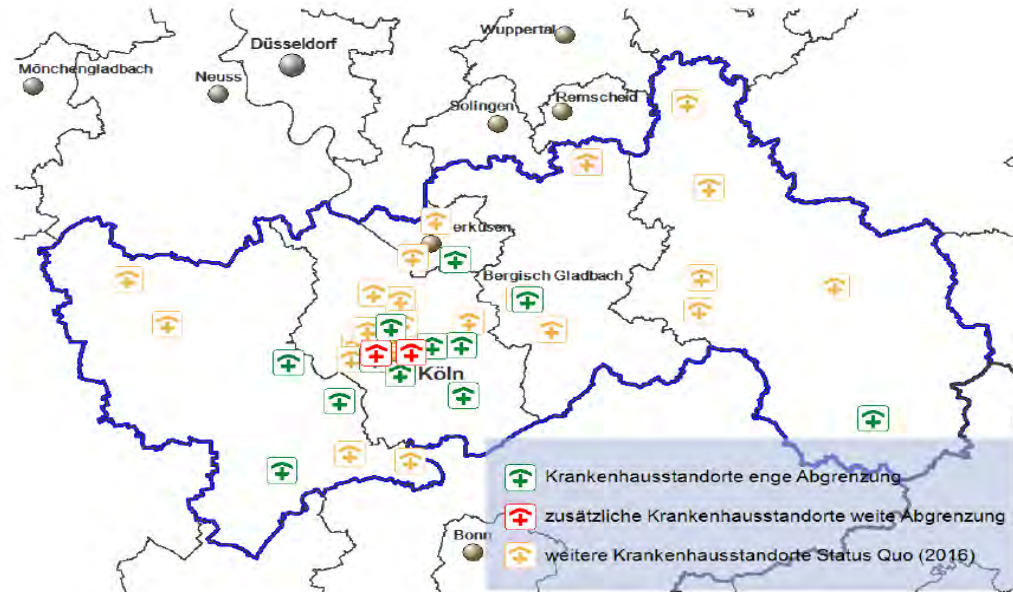 Wuppertal
Düsseldorf
Mönchengladbach
Neuss
Remscheid
Solingen
erkusen
Bergisch Gladbach
Köln
Krankenhausstandorte enge Abgrenzung
zusätzliche Krankenhausstandorte weite Abgrenzung
Bonn
weitere Krankenhausstandorte Status Quo (2016)